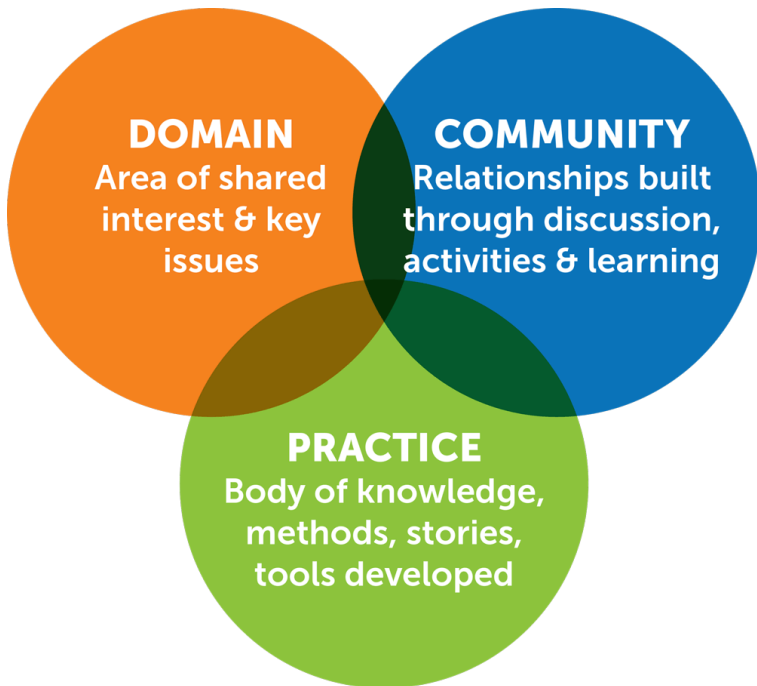 DOMAIN
Area of shared
interest & key
issues
COMMUNITY
Relationships built
through discussion,
activities & learning
PRACTICE
Body of knowledge,
methods, stories,
tools developed